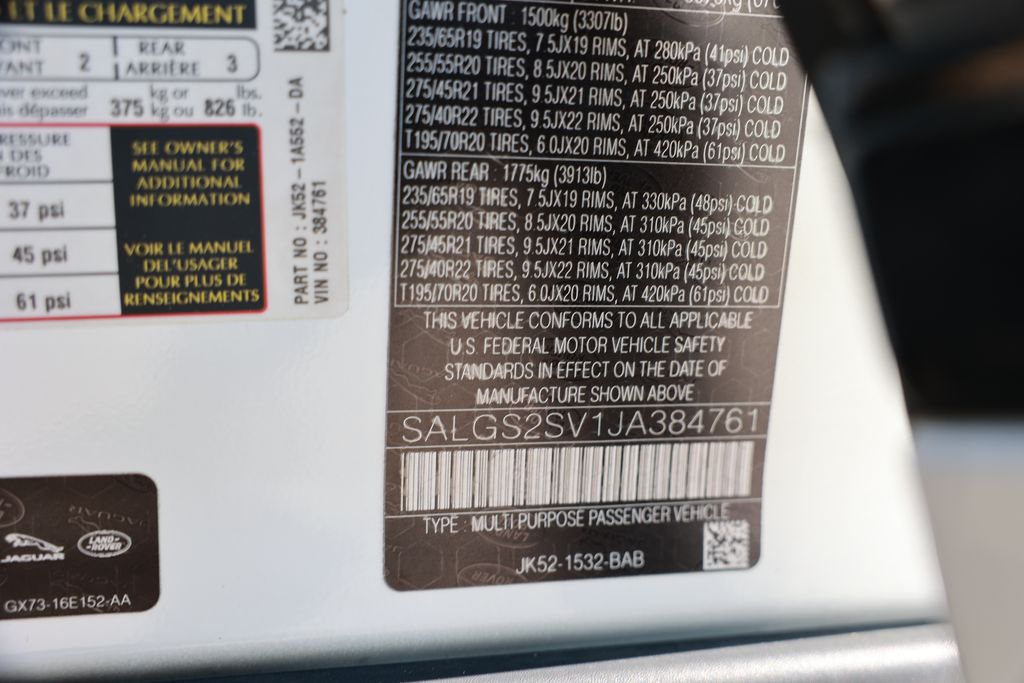 ET LE CHARGEMENT
2
REAR
ARRIÈRE 3
exceed kg or lbs.
dépasser 375 kg ou 826 lb.
DES
37 psi
45 psi
61 psi
SEE OWNER'S
MANUAL FOR
ADDITIONAL
INFORMATION
VOIR LE MANUEL
DEL'USAGER
POUR PLUS DE
RENSEIGNEMENTS
PART NO : JK52 - 1A552 - DA
VIN NO : 384761
GAWR FRONT : 1500kg (3307lb)
235/65R19 TIRES, 7.5JX19 RIMS, AT 280kPa (41psi) COLD
255/55R20 TIRES, 8.5JX20 RIMS, AT 250kPa (37psi) COLD
275/45R21 TIRES, 9.5JX21 RIMS, AT 250kPa (37psi) COLD
275/40R22 TIRES, 9.5JX22 RIMS, AT 250kPa (37psi) COLD
T195/70R20 TIRES, 6.0JX20 RIMS, AT 420kPa (61psi) COLD
GAWR REAR : 1775kg (3913lb)
235/65R19 TIRES, 7.5JX19 RIMS, AT 330kPa (48psi) COLD
255/55R20 TIRES, 8.5JX20 RIMS, AT 310kPa (45psi) COLD
275/45R21 TIRES, 9.5JX21 RIMS, AT 310kPa (45psi) COLD
275/40R22 TIRES, 9.5JX22 RIMS, AT 310kPa (45psi) COLD
T195/70R20 TIRES, 6.0JX20 RIMS, AT 420kPa (61psi) COLD
THIS VEHICLE CONFORMS TO ALL APPLICABLE
U.S. FEDERAL MOTOR VEHICLE SAFETY
STANDARDS IN EFFECT ON THE DATE OF
MANUFACTURE SHOWN ABOVE
SALGS2SV1JA384761
TYPE : MULTI PURPOSE PASSENGER VEHICLE
JK52-1532-BAB
JAGUAR
LAND-ROVER
GX73-16E152-AA